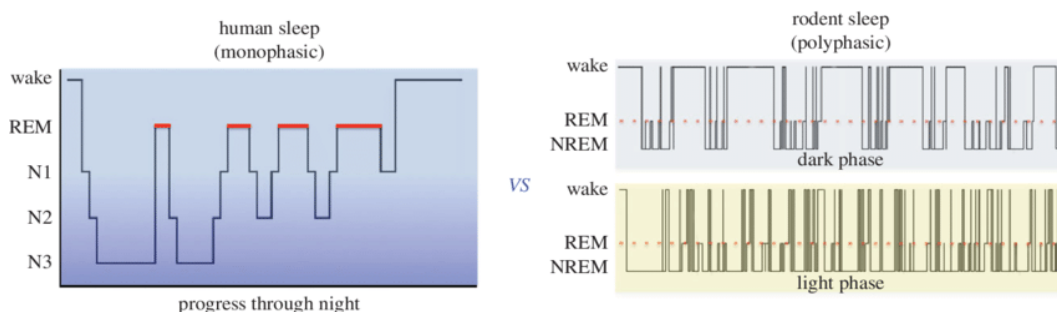 human sleep
(monophasic)
wake
REM
N1
N2
N3
progress through night
VS
rodent sleep
(polyphasic)
wake
REM
NREM
dark phase
wake
REM
NREM
light phase